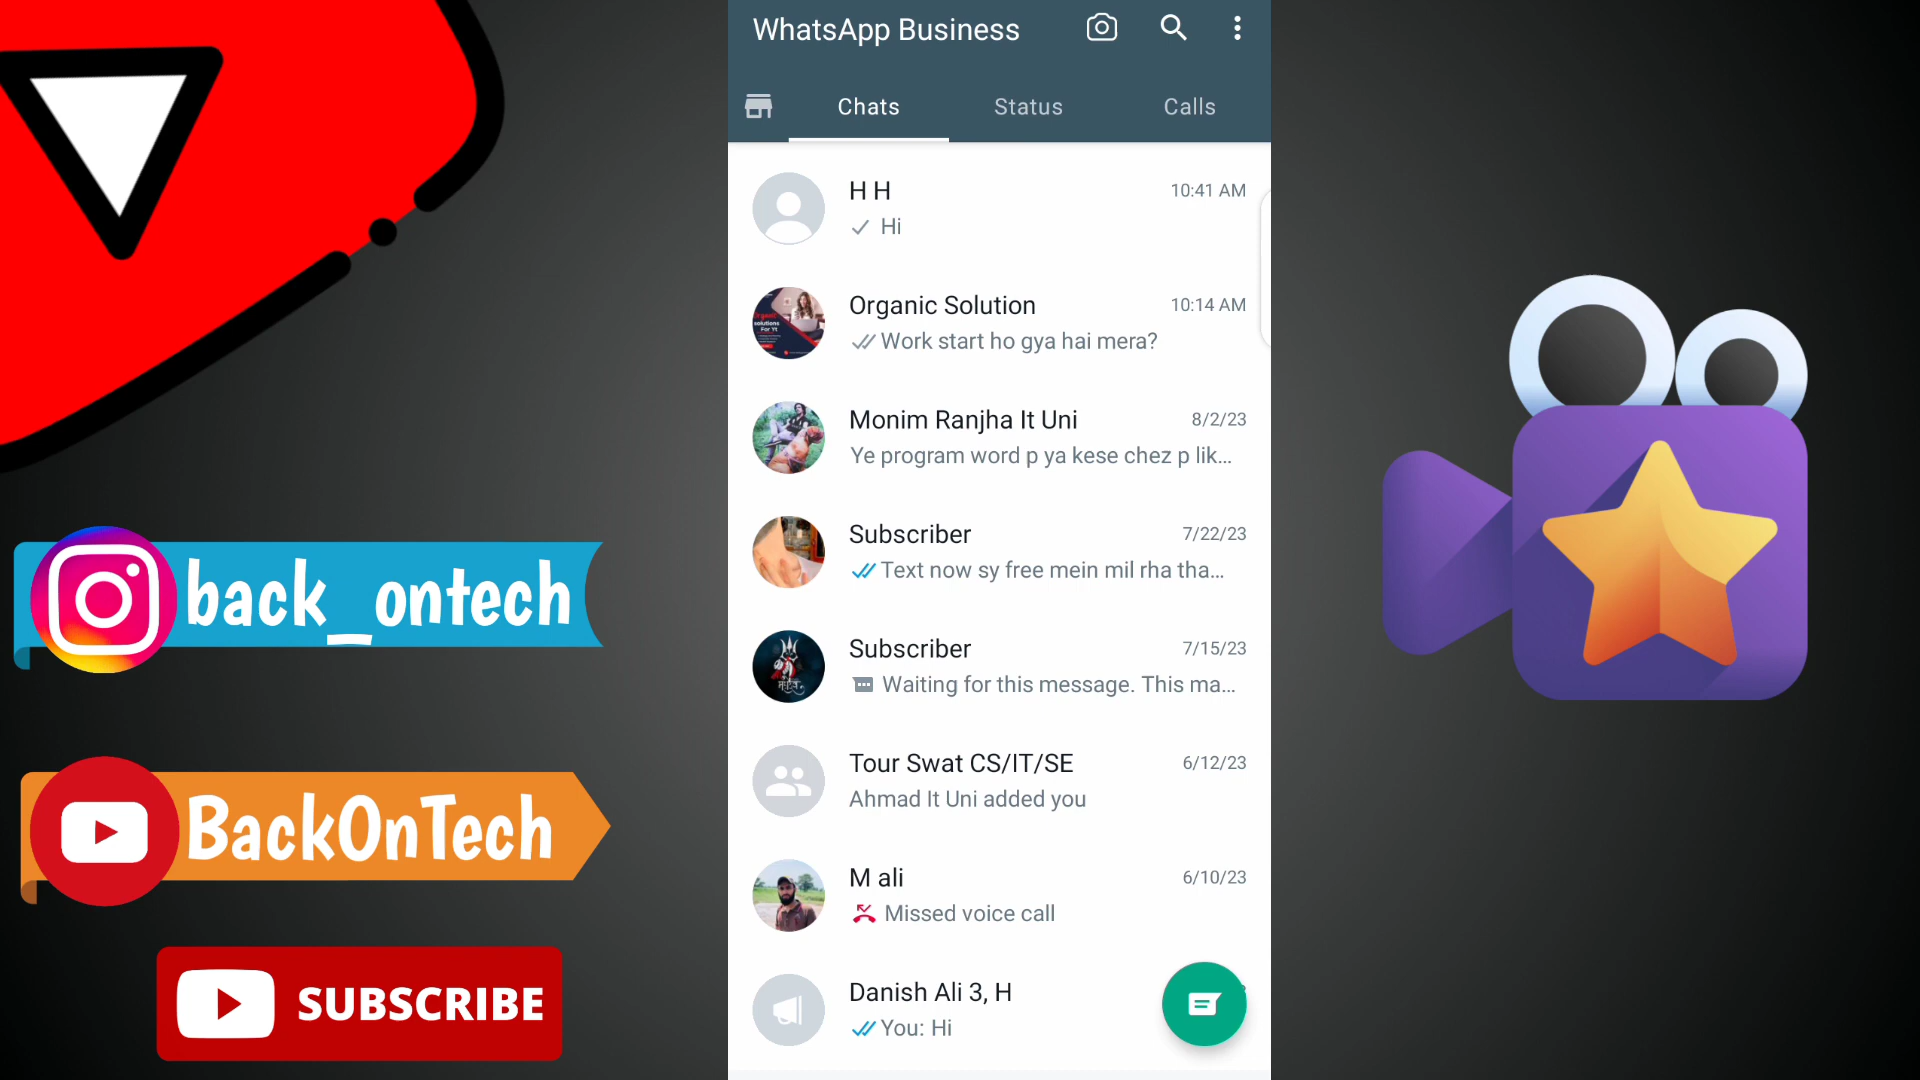 WhatsApp Business
Chats
Status
Calls
H H
10:41 AM
Hi
Organic Solution
10:14 AM
Work start ho gya hai mera?
Monim Ranjha It Uni
8/2/23
Ye program word p ya kese chez p lik...
Subscriber
7/22/23
Text now sy free mein mil rha tha...
Subscriber
7/15/23
Waiting for this message. This ma...
Tour Swat CS/IT/SE
6/12/23
Ahmad It Uni added you
M ali
6/10/23
Missed voice call
Danish Ali 3, H
You: Hi
back_ontech
BackOnTech
SUBSCRIBE